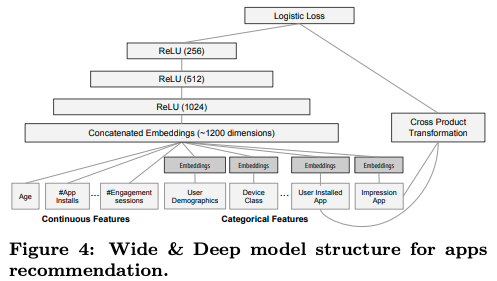 Logistic Loss
ReLU (256)
ReLU (512)
ReLU (1024)
Concatenated Embeddings (~1200 dimensions)
Cross Product
Transformation
Embeddings Embeddings Embeddings Embeddings
Age
#App
Installs
...
#Engagement
sessions
User
Demographics
Device
Class
...
User Installed
App
Impression
App
Continuous Features Categorical Features
Figure 4: Wide & Deep model structure for apps
recommendation.